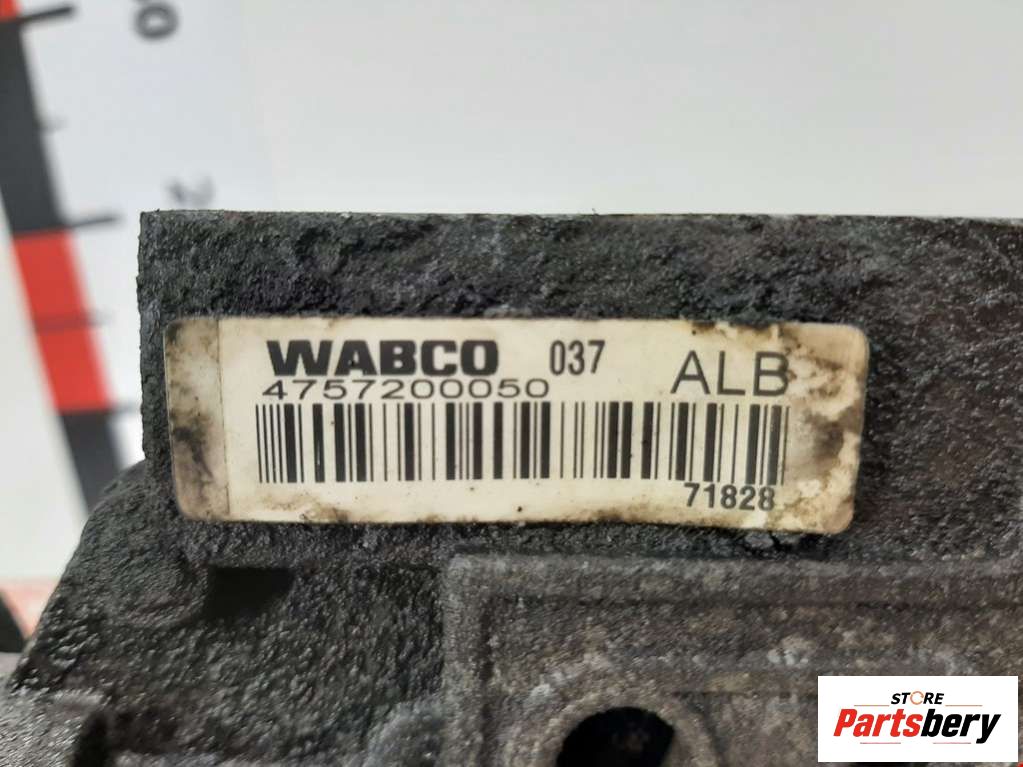 WABCO 037 ALB
4757200050
71828
STORE
Partsbery